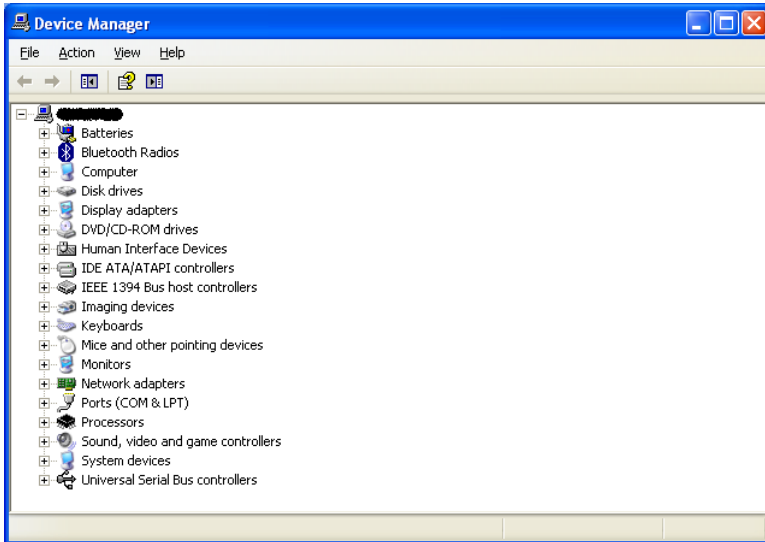 Device Manager
File Action View Help
Batteries
Bluetooth Radios
Computer
Disk drives
Display adapters
DVD/CD-ROM drives
Human Interface Devices
IDE ATA/ATAPI controllers
IEEE 1394 Bus host controllers
Imaging devices
Keyboards
Mice and other pointing devices
Monitors
Network adapters
Ports (COM & LPT)
Processors
Sound, video and game controllers
System devices
Universal Serial Bus controllers